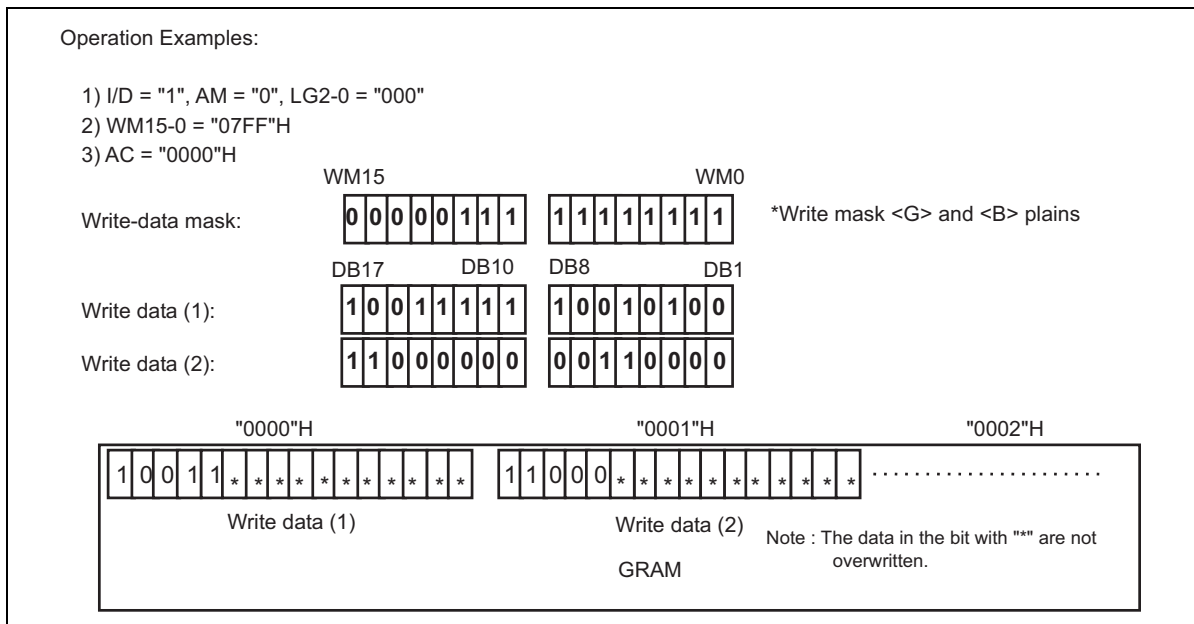 Operation Examples:
1) I/D = "1", AM = "0", LG2-0 = "000"
2) WM15-0 = "07FF"H
3) AC = "0000"H
WM15 WM0
Write-data mask: 0 0 0 0 0 1 1 1 1 1 1 1 1 1 1 1 *Write mask <G> and <B> plains
DB17 DB10 DB8 DB1
Write data (1): 1 0 0 1 1 1 1 1 1 0 0 1 0 1 0 0
Write data (2): 1 1 0 0 0 0 0 0 0 0 1 1 0 0 0 0
"0000"H "0001"H "0002"H
1 0 0 1 1 * * * * * * * * * * * 1 1 0 0 0 * * * * * * * * * * * ......................
Write data (1) Write data (2) Note : The data in the bit with "*" are not
overwritten.
GRAM